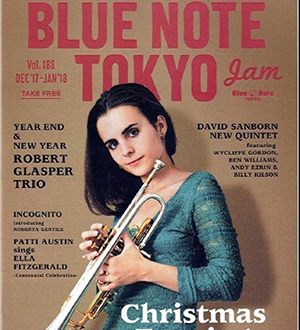 BLUE NOTE
TOKYO Jam
Vol. 188
DEC'17-JAN'18
TAKE FREE
Blue Note
TOKYO
YEAR END
&
NEW YEAR
ROBERT
GLASPER
TRIO
INCOGNITO
introducing
ROBERTA GENTILE
PATTI AUSTIN
sings
ELLA
FITZGERALD
-Centennial Celebration-
DAVID SANBORN
NEW QUINTET
featuring
WYCLIFFE GORDON,
BEN WILLIAMS,
ANDY EZRIN &
BILLY KILSON
Christmas